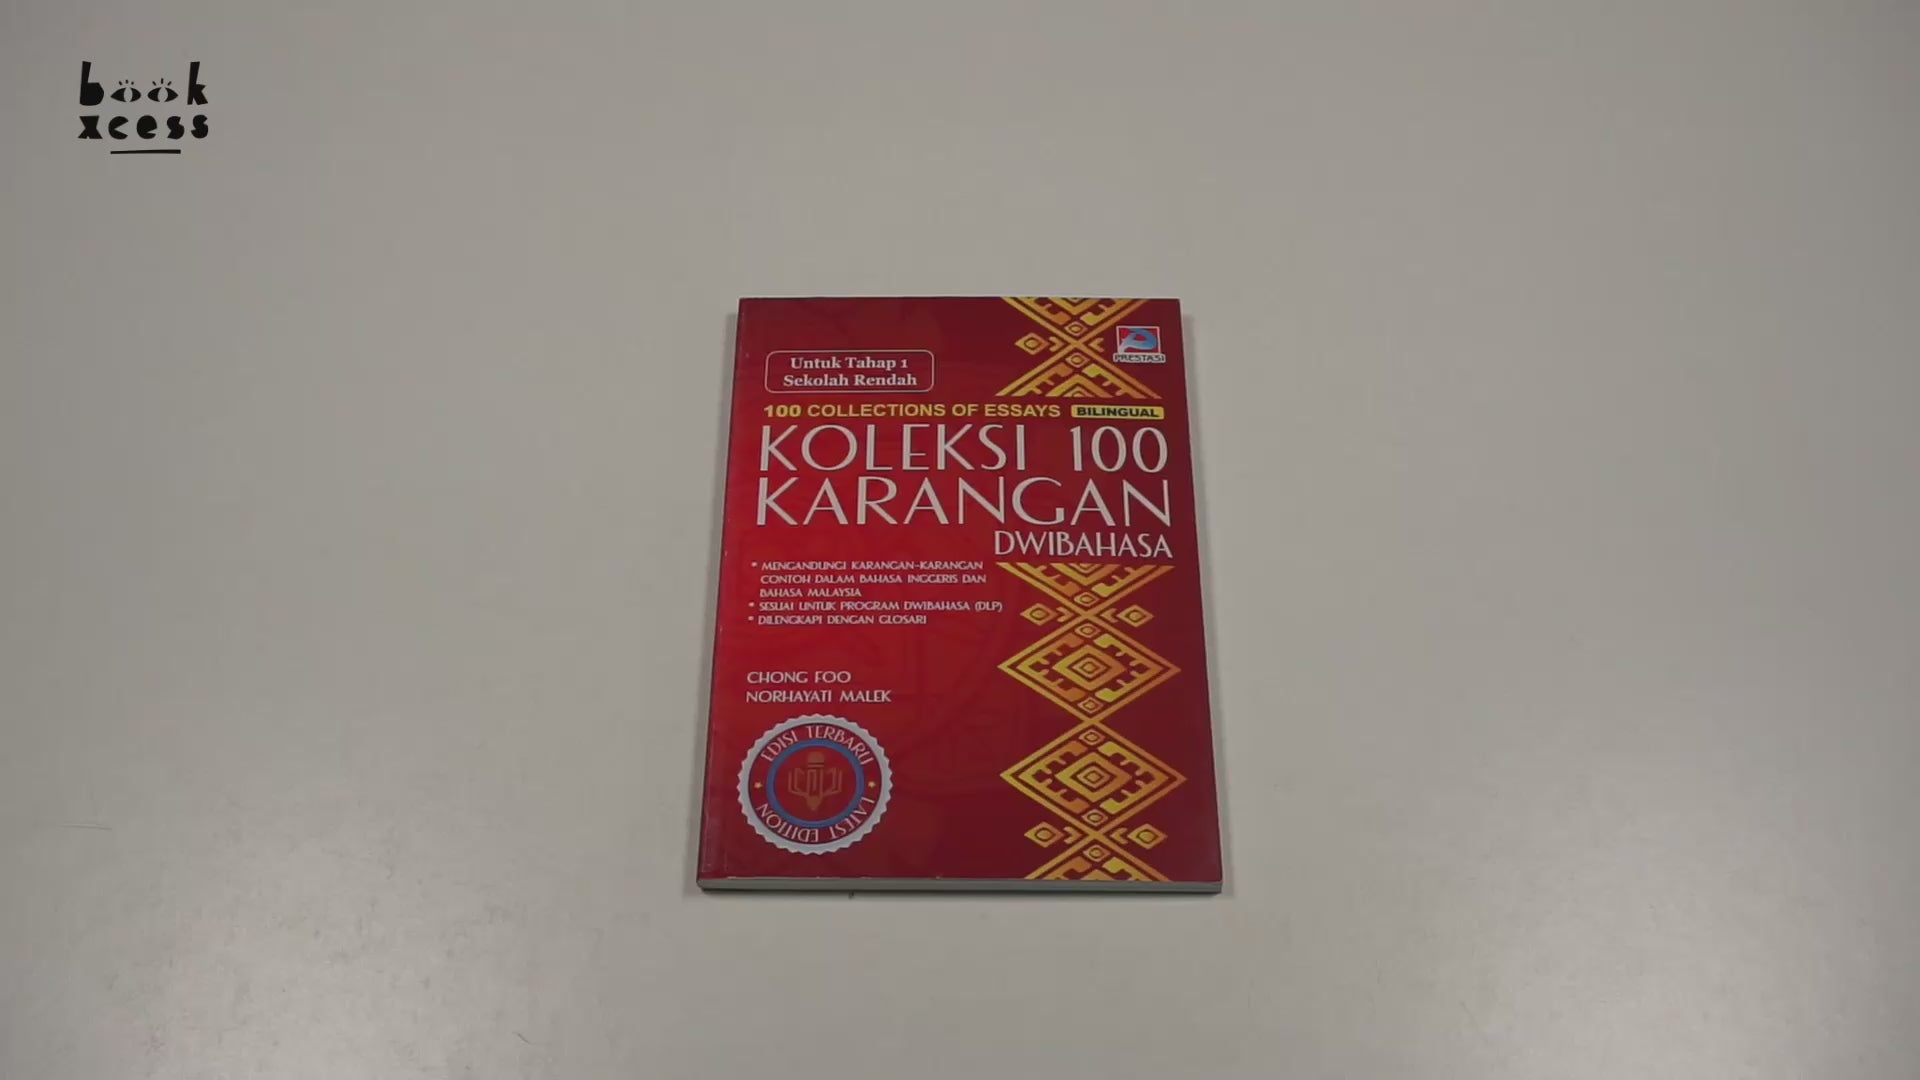 book
xcess
PRESTASI
Untuk Tahap 1
Sekolah Rendah
100 COLLECTIONS OF ESSAYS BILINGUAL
KOLEKSI 100
KARANGAN
DWIBAHASA
* MENGANDUNGI KARANGAN-KARANGAN
CONTOH DALAM BAHASA INGGERIS DAN
BAHASA MALAYSIA
* SESUAI UNTUK PROGRAM DWIBAHASA (DLP)
* DILENGKAPI DENGAN GLOSARI
CHONG FOO
NORHAYATI MALEK
EDISI TERBARU
LATEST EDITION